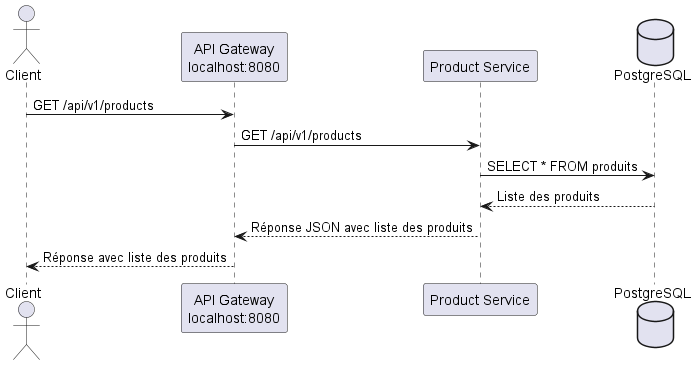 Client
API Gateway
localhost:8080
Product Service
PostgreSQL
GET /api/v1/products
GET /api/v1/products
SELECT * FROM produits
Liste des produits
Réponse JSON avec liste des produits
Réponse avec liste des produits
Client
API Gateway
localhost:8080
Product Service
PostgreSQL